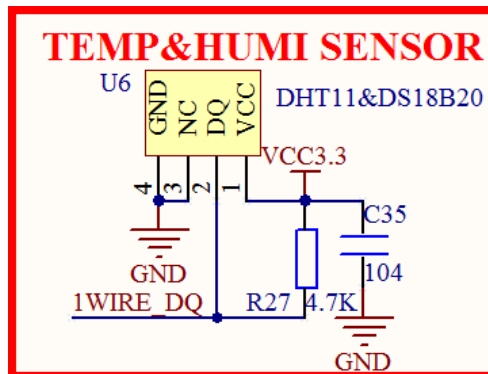 TEMP&HUMI SENSOR
U6
DHT11&DS18B20
GND
NC
DQ
VCC
4
3
2
1
VCC3.3
C35
104
GND
1WIRE_DQ
R27
4.7K
GND